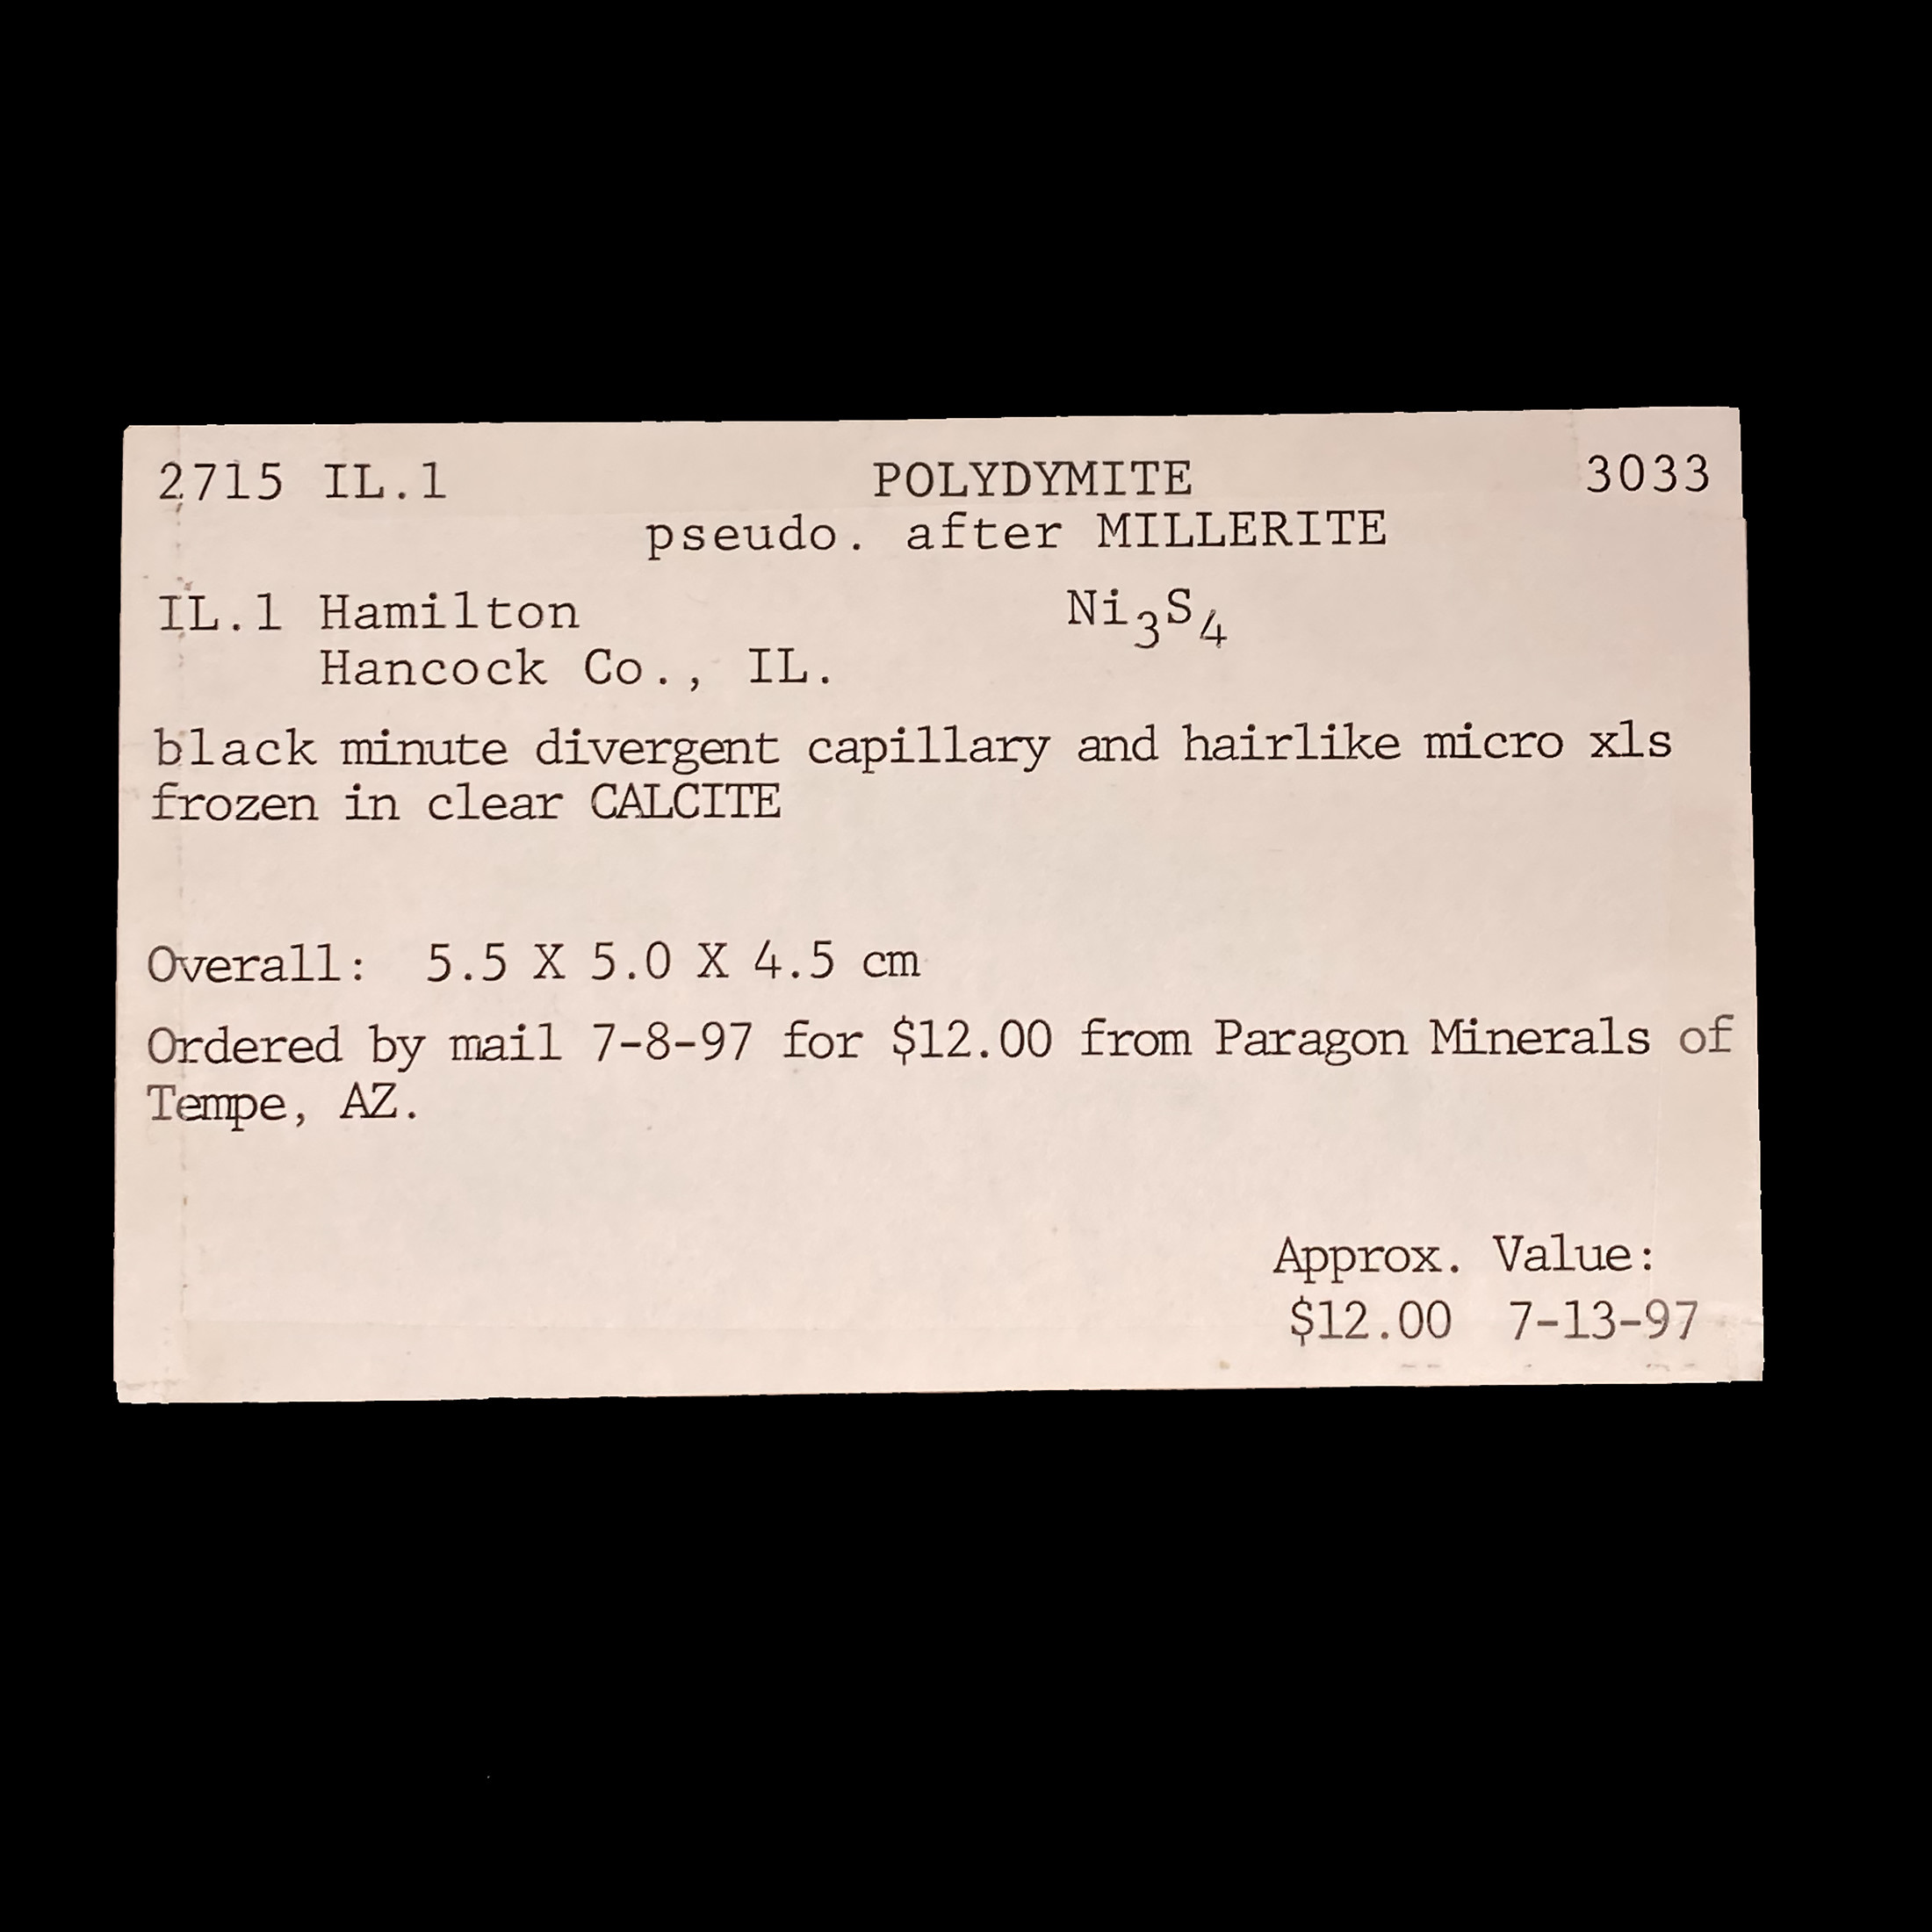 2715 IL.1 POLYDYMITE 3033
pseudo. after MILLERITE
IL.1 Hamilton Ni₃S₄
Hancock Co., IL.
black minute divergent capillary and hairlike micro xls
frozen in clear CALCITE
Overall: 5.5 X 5.0 X 4.5 cm
Ordered by mail 7-8-97 for $12.00 from Paragon Minerals of
Tempe, AZ.
Approx. Value:
$12.00 7-13-97